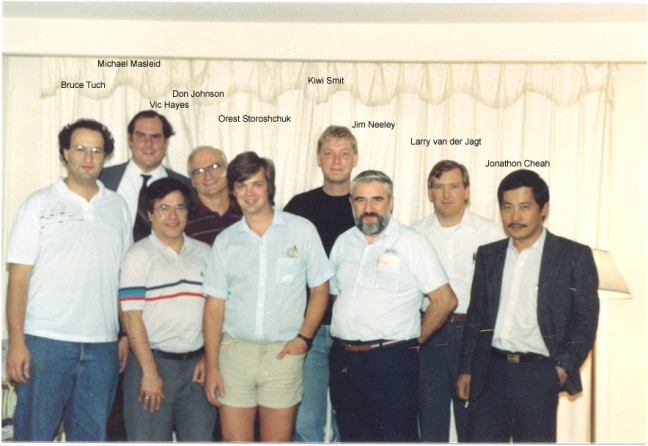 Michael Masleid
Kiwi Smit
Bruce Tuch
Don Johnson
Vic Hayes
Orest Storoshchuk
Jim Neeley
Larry van der Jagt
Jonathon Cheah